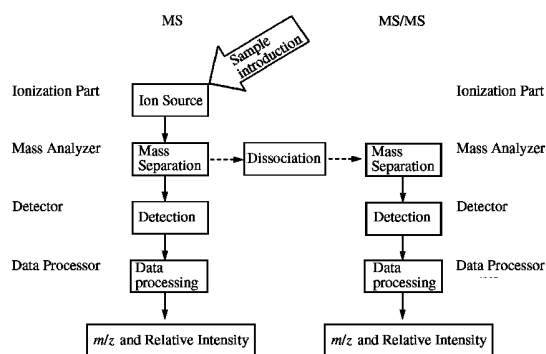 MS
MS/MS
Sample
introduction
Ionization Part
Ion Source
Ionization Part
Mass Analyzer
Mass
Separation
Dissociation
Mass
Separation
Mass Analyzer
Detector
Detection
Detection
Detector
Data Processor
Data
processing
Data
processing
Data Processor
m/z and Relative Intensity
m/z and Relative Intensity